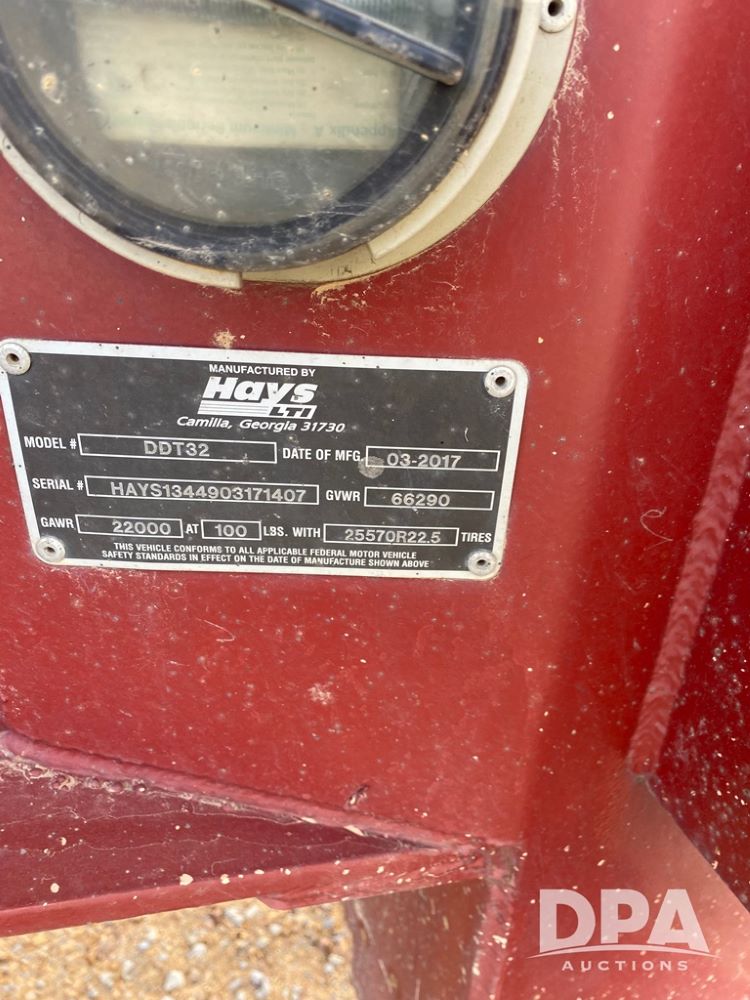 Appendix A - Minimum
MANUFACTURED BY
Hays
LTI
Camilla, Georgia 31730
MODEL # DDT32 DATE OF MFG 03-2017
SERIAL # HAYS1344903171407 GVWR 66290
GAWR 22000 AT 100 LBS. WITH 25570R22.5 TIRES
THIS VEHICLE CONFORMS TO ALL APPLICABLE FEDERAL MOTOR VEHICLE
SAFETY STANDARDS IN EFFECT ON THE DATE OF MANUFACTURE SHOWN ABOVE
DPA
AUCTIONS